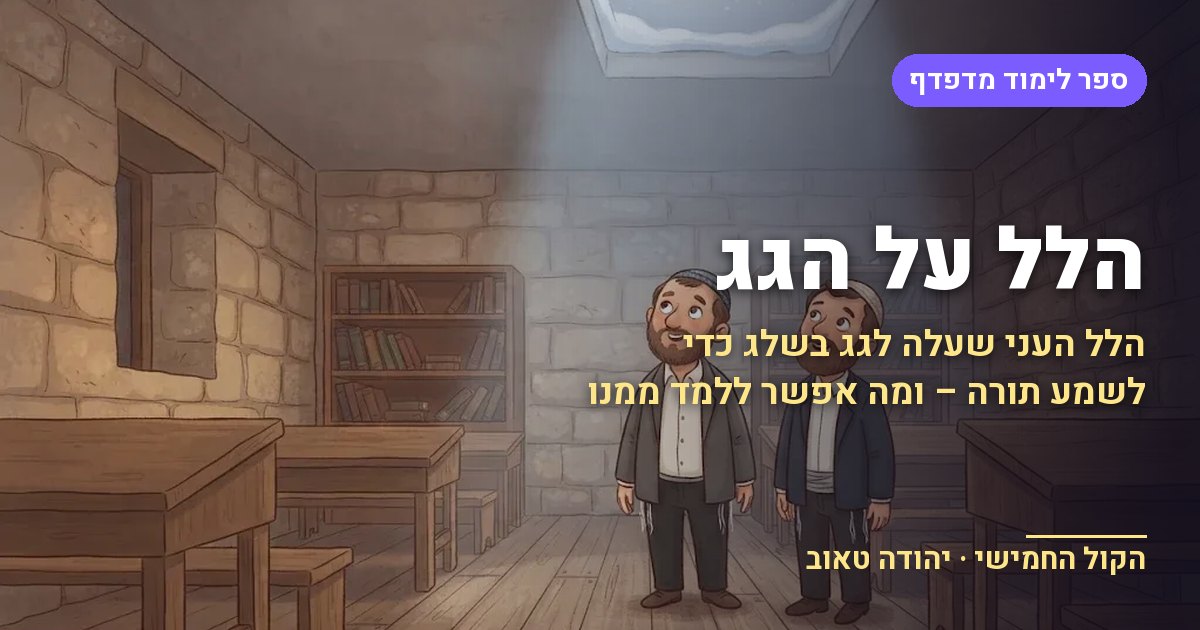 ספר לימוד מדפדף
הלל על הגג
הלל העני שעלה לגג בשלג כדי
לשמע תורה – ומה אפשר ללמד ממנו
הקול החמישי · יהודה טאוב